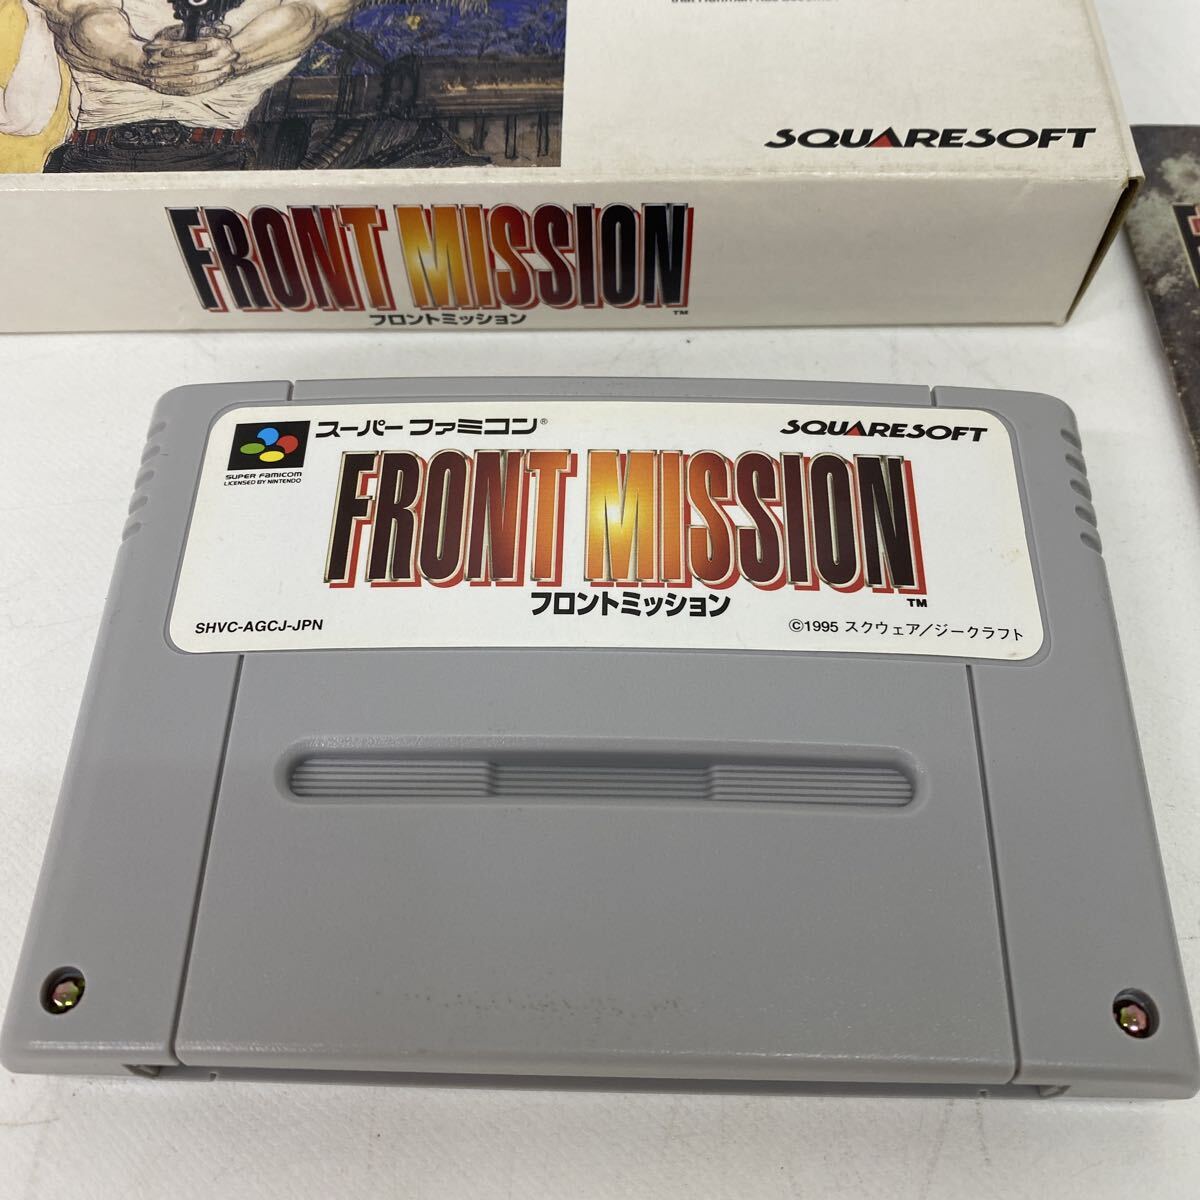 SQUARESOFT
FRONT MISSION
TM
フロントミッション
スーパーファミコン®
SQUARESOFT
SUPER FAMICOM
LICENSED BY NINTENDO
FRONT MISSION
TM
フロントミッション
SHVC-AGCJ-JPN
©1995 スクウェア/ジークラフト